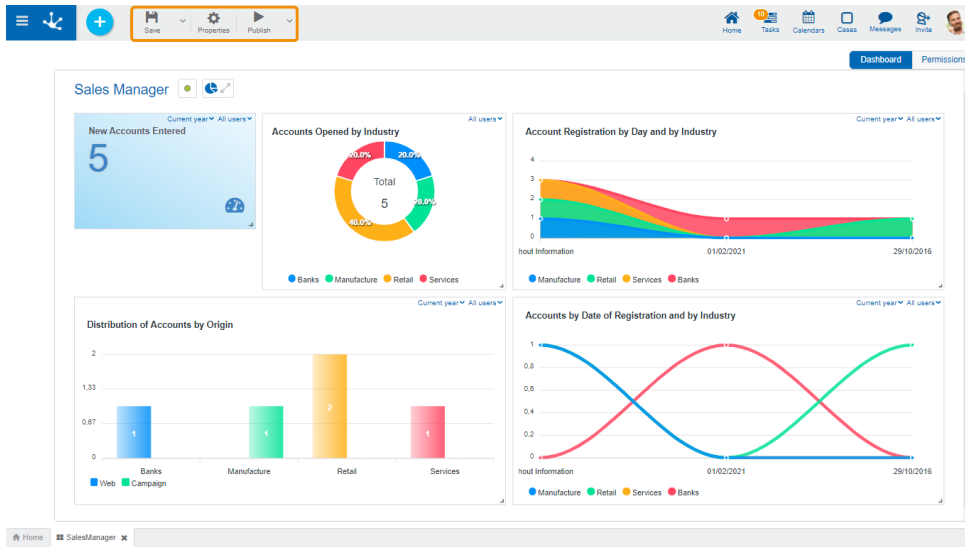 Save
Properties
Publish
Home
10
Tasks
Calendars
Cases
Messages
Invite
Dashboard
Permissions
Sales Manager
Current year All users
New Accounts Entered
5
All users
Accounts Opened by Industry
20.0%
20.0%
20.0%
40.0%
Total
5
Banks Manufacture Retail Services
Current year All users
Account Registration by Day and by Industry
4
3
2
1
0
hout Information 01/02/2021 29/10/2016
Manufacture Retail Services Banks
Current year All users
Distribution of Accounts by Origin
2
1,33
0,67
0
1
1
2
1
Banks Manufacture Retail Services
Web Campaign
Current year All users
Accounts by Date of Registration and by Industry
1
0,8
0,6
0,4
0,2
0
hout Information 01/02/2021 29/10/2016
Manufacture Retail Services Banks
Home
SalesManager